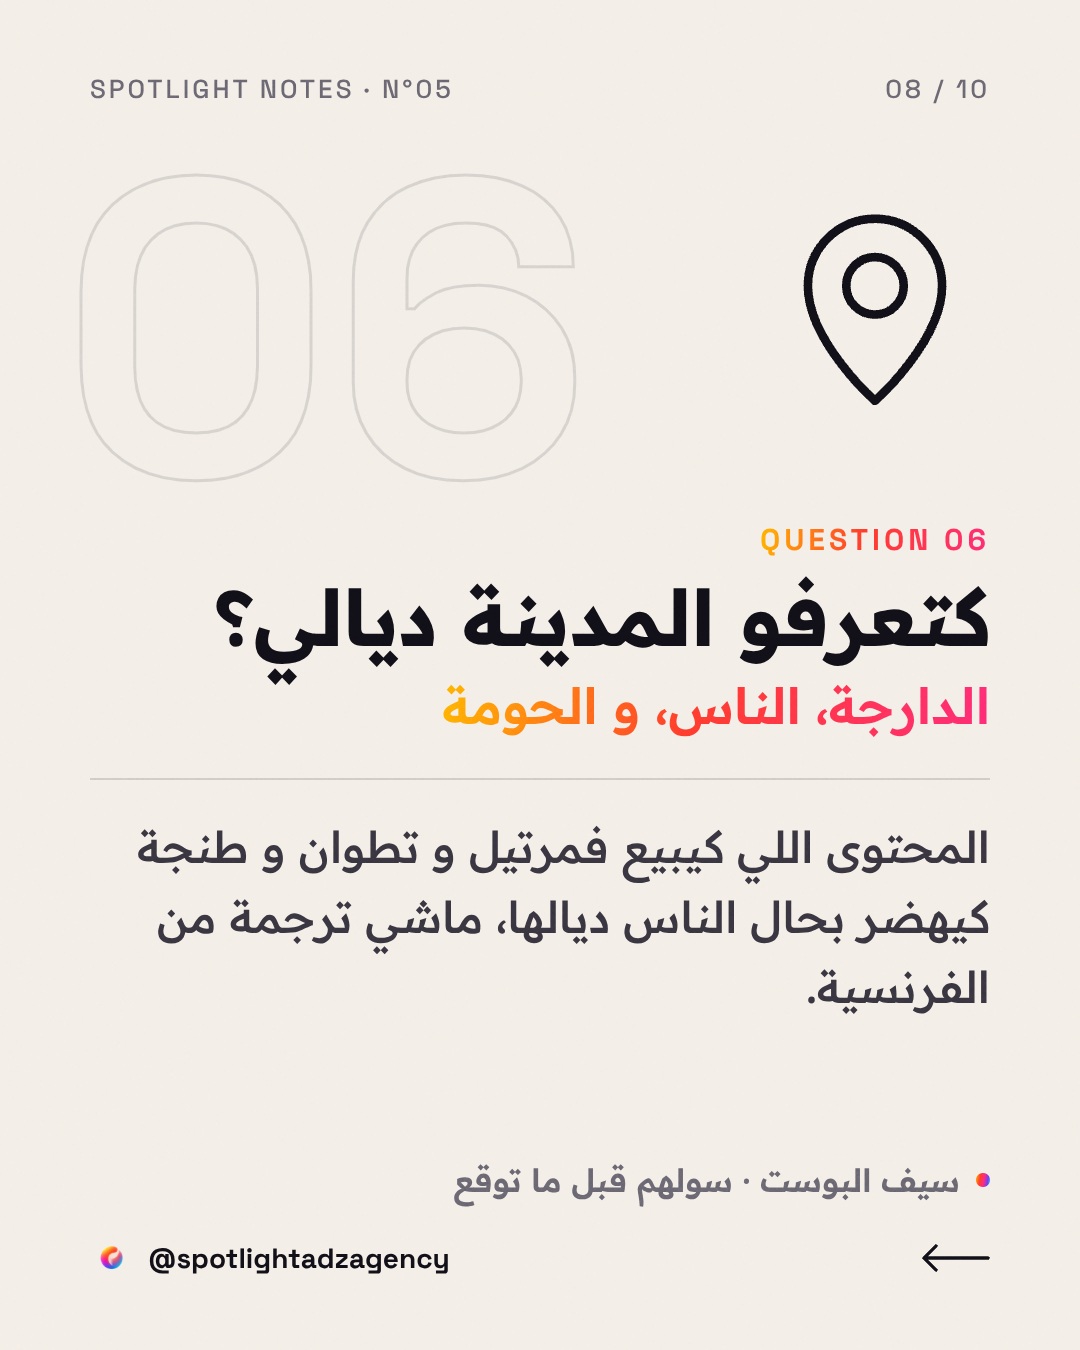 SPOTLIGHT NOTES · N°05
08 / 10
06
QUESTION 06
كتعرفو المدينة ديالي؟
الدارجة، الناس، و الحومة
المحتوى اللي كيبيع فمرتيل و تطوان و طنجة
كيهضر بحال الناس ديالها، ماشي ترجمة من
الفرنسية.
سيف البوست · سولهم قبل ما توقع
@spotlightadzagency